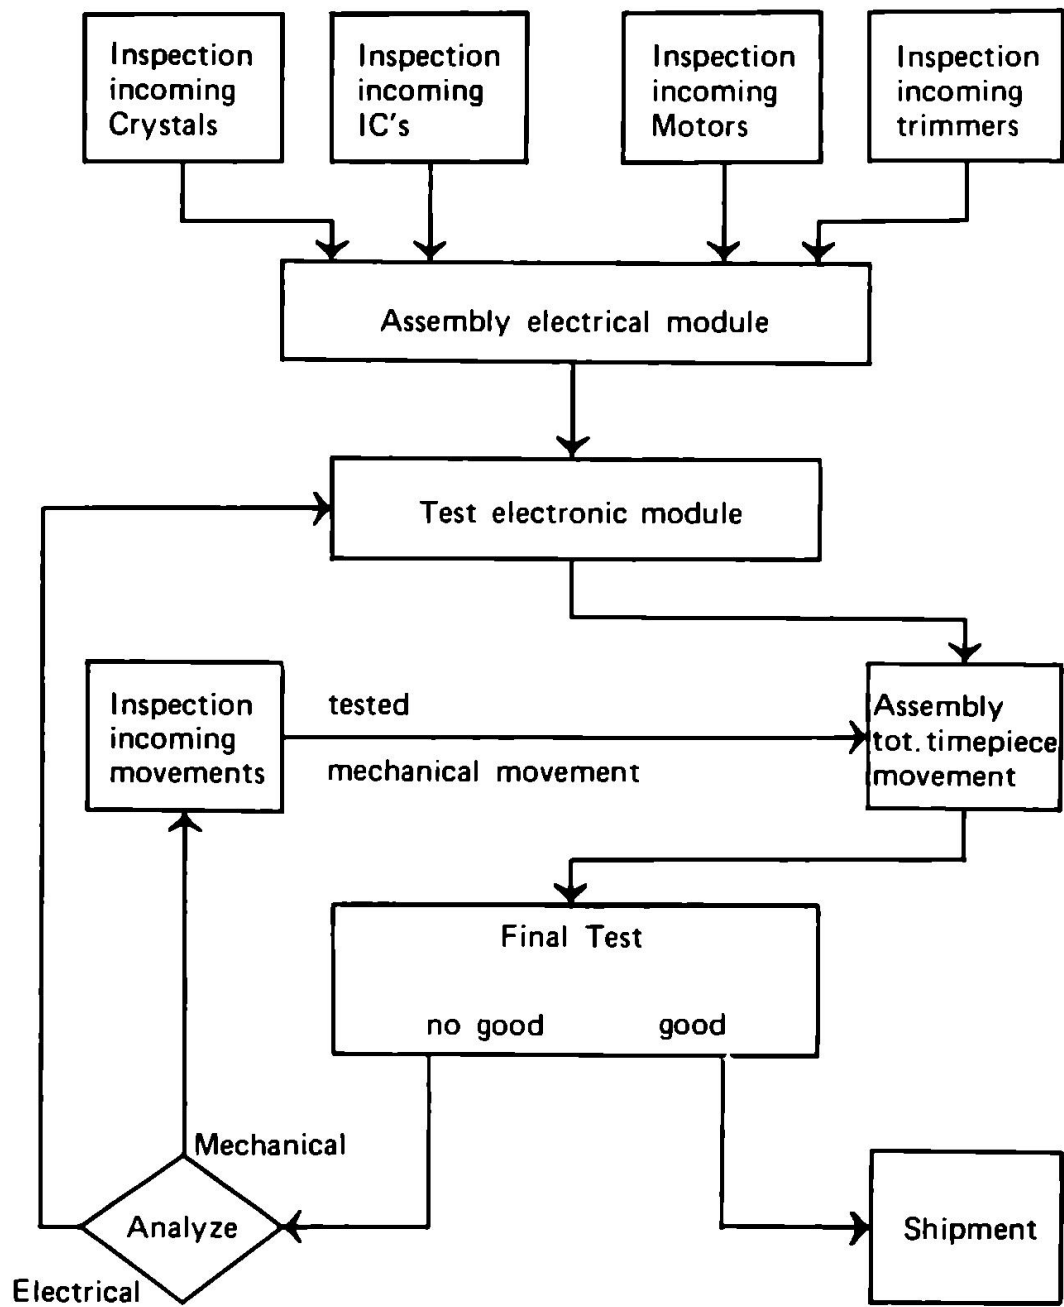 Inspection
incoming
Crystals
Inspection
incoming
IC's
Inspection
incoming
Motors
Inspection
incoming
trimmers
Assembly electrical module
Test electronic module
Inspection
incoming
movements
tested
mechanical movement
Assembly
tot. timepiece
movement
Final Test
no good good
Mechanical
Analyze
Electrical
Shipment